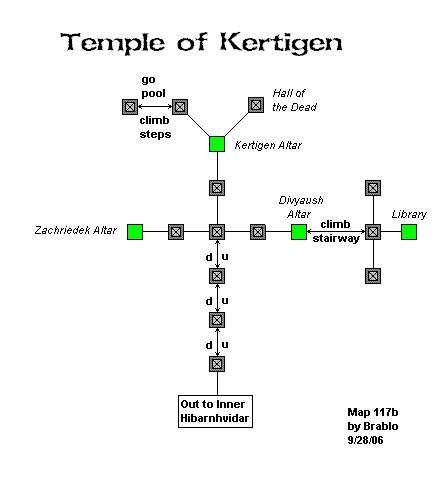 Temple of Kertigen
go
pool
climb
steps
Hall of
the Dead
Kertigen Altar
Zachriedek Altar
Divyaush
Altar
climb
stairway
Library
d u
d u
d u
Out to Inner
Hibarnhvidar
Map 117b
by Brablo
9/28/06